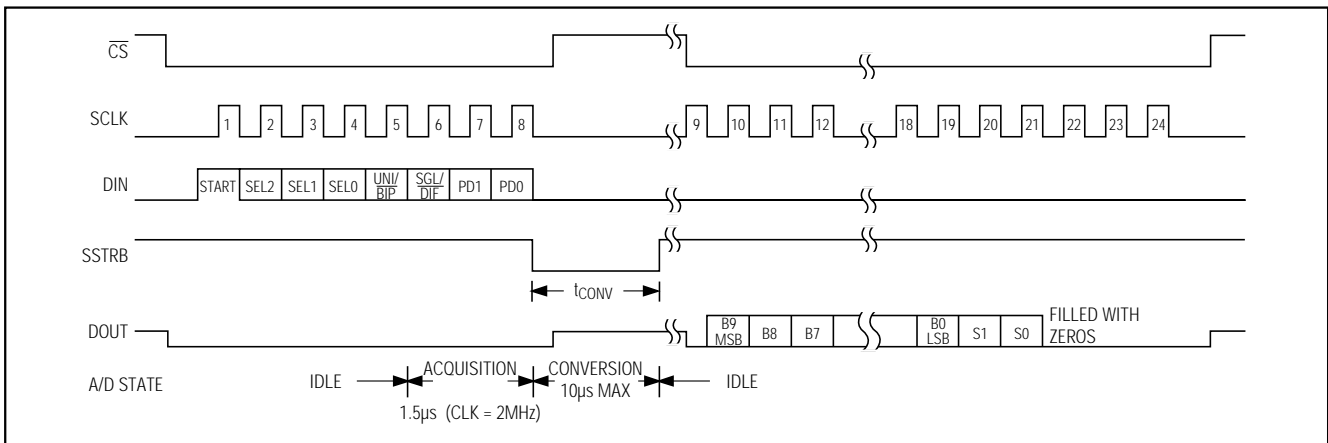 CS
SCLK
1 2 3 4 5 6 7 8 9 10 11 12 18 19 20 21 22 23 24
DIN
START SEL2 SEL1 SEL0 UNI/ BIP SGL/ DIF PD1 PD0
SSTRB
tCONV
DOUT
B9 MSB B8 B7 B0 LSB S1 S0
FILLED WITH
ZEROS
A/D STATE
IDLE ACQUISITION CONVERSION IDLE
10µs MAX
1.5µs (CLK = 2MHz)